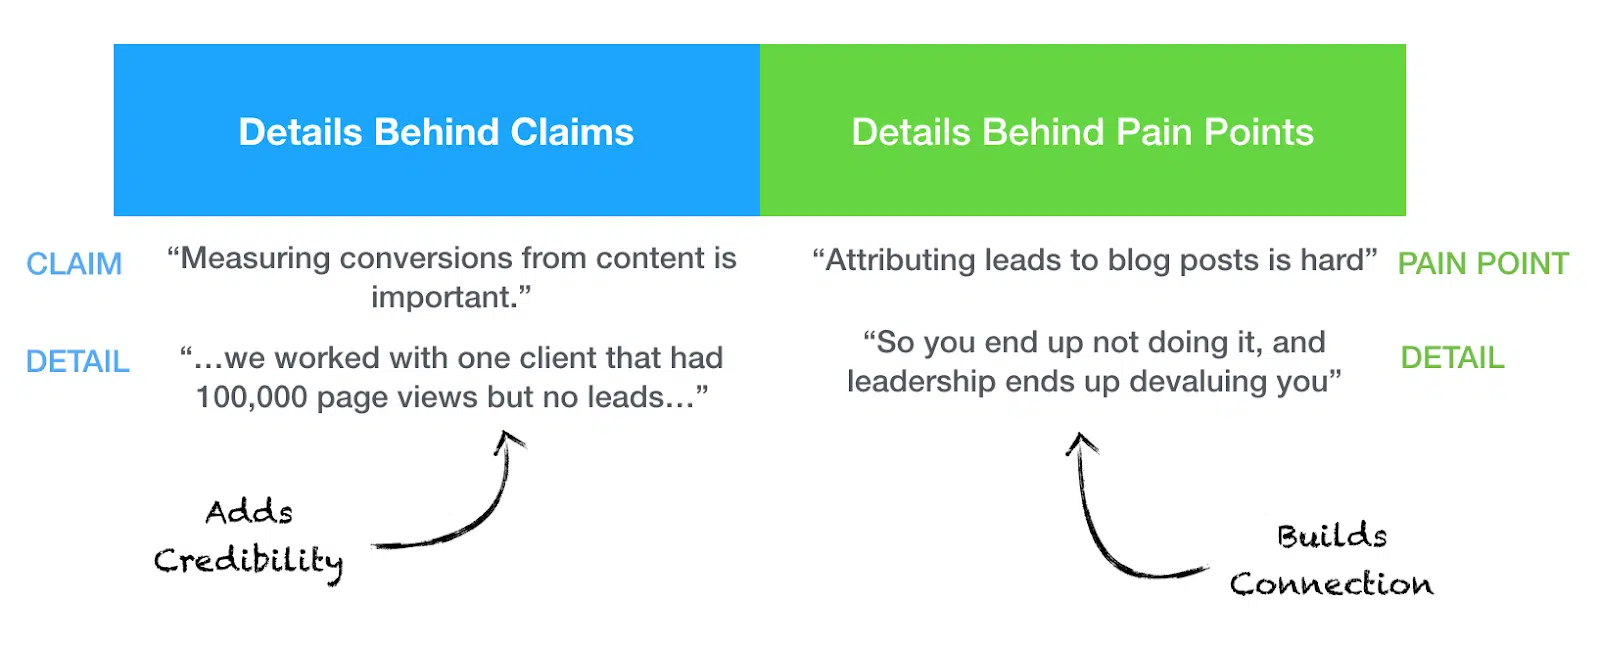 Details Behind Claims
Details Behind Pain Points
CLAIM
“Measuring conversions from content is
important.”
“Attributing leads to blog posts is hard”
PAIN POINT
DETAIL
“…we worked with one client that had
100,000 page views but no leads…”
“So you end up not doing it, and
leadership ends up devaluing you”
DETAIL
Adds
Credibility
Builds
Connection